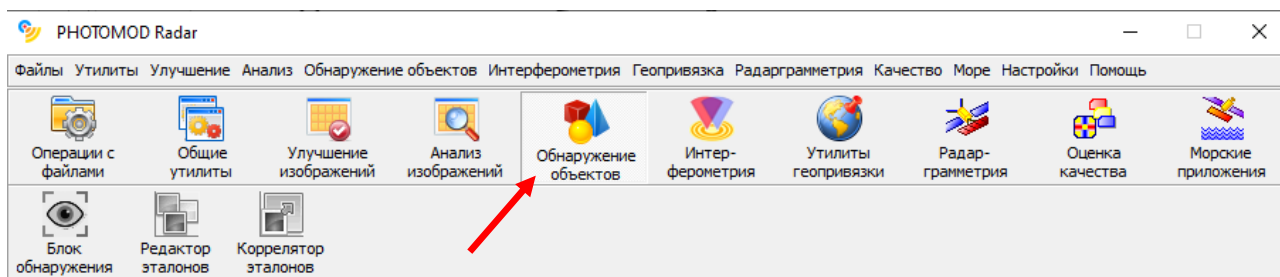 PHOTOMOD Radar
Файлы Утилиты Улучшение Анализ Обнаружение объектов Интерферометрия Геопривязка Радарграмметрия Качество Море Настройки Помощь
Операции с файлами
Общие утилиты
Улучшение изображений
Анализ изображений
Обнаружение объектов
Интер-
ферометрия
Утилиты геопривязки
Радар-
грамметрия
Оценка качества
Морские приложения
Блок обнаружения
Редактор эталонов
Коррелятор эталонов